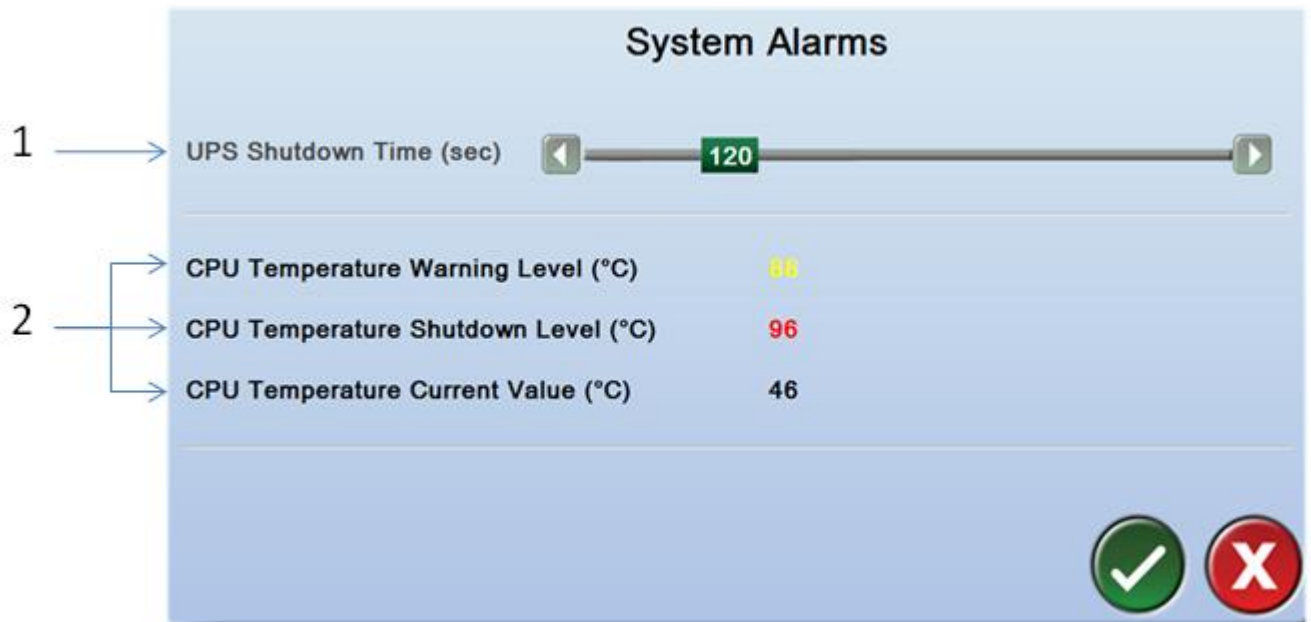 System Alarms
1 UPS Shutdown Time (sec) 120
CPU Temperature Warning Level (°C) 88
2 CPU Temperature Shutdown Level (°C) 96
CPU Temperature Current Value (°C) 46
X